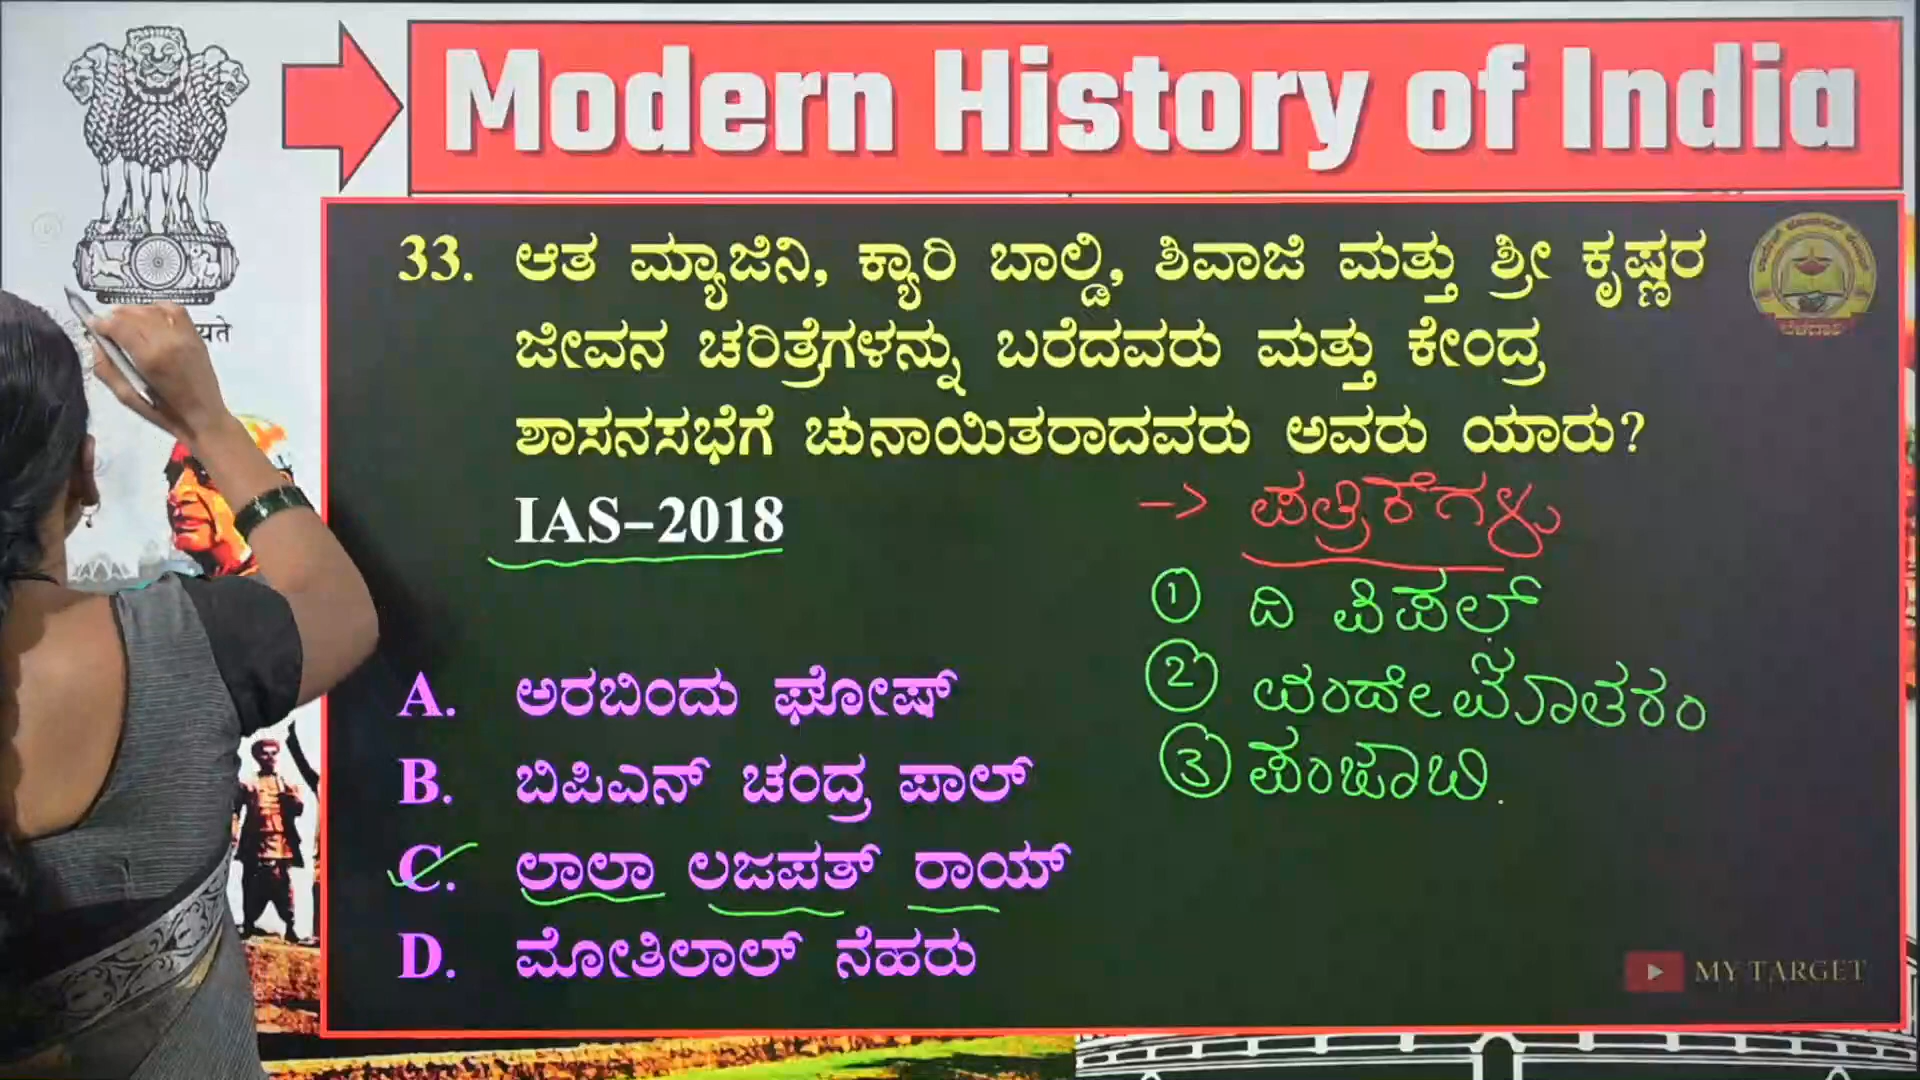 Modern History of India
33. ಆತ ಮ್ಯಾಜಿನಿ, ಕ್ಯಾರಿ ಬಾಲ್ಡಿ, ಶಿವಾಜಿ ಮತ್ತು ಶ್ರೀ ಕೃಷ್ಣರ
ಜೀವನ ಚರಿತ್ರೆಗಳನ್ನು ಬರೆದವರು ಮತ್ತು ಕೇಂದ್ರ
ಶಾಸನಸಭೆಗೆ ಚುನಾಯಿತರಾದವರು ಅವರು ಯಾರು?
IAS-2018
-> ಪತ್ರಿಕೆಗಳು
1 ದಿ ಪಿಪಲ್ಸ್
2 ವಂದೇ ಮಾತರಂ
3 ಪಂಜಾಬಿ
A. ಅರಬಿಂದು ಘೋಷ್
B. ಬಿಪಿಎನ್ ಚಂದ್ರ ಪಾಲ್
C. ಲಾಲಾ ಲಜಪತ್ ರಾಯ್
D. ಮೋತಿಲಾಲ್ ನೆಹರು
MY TARGET